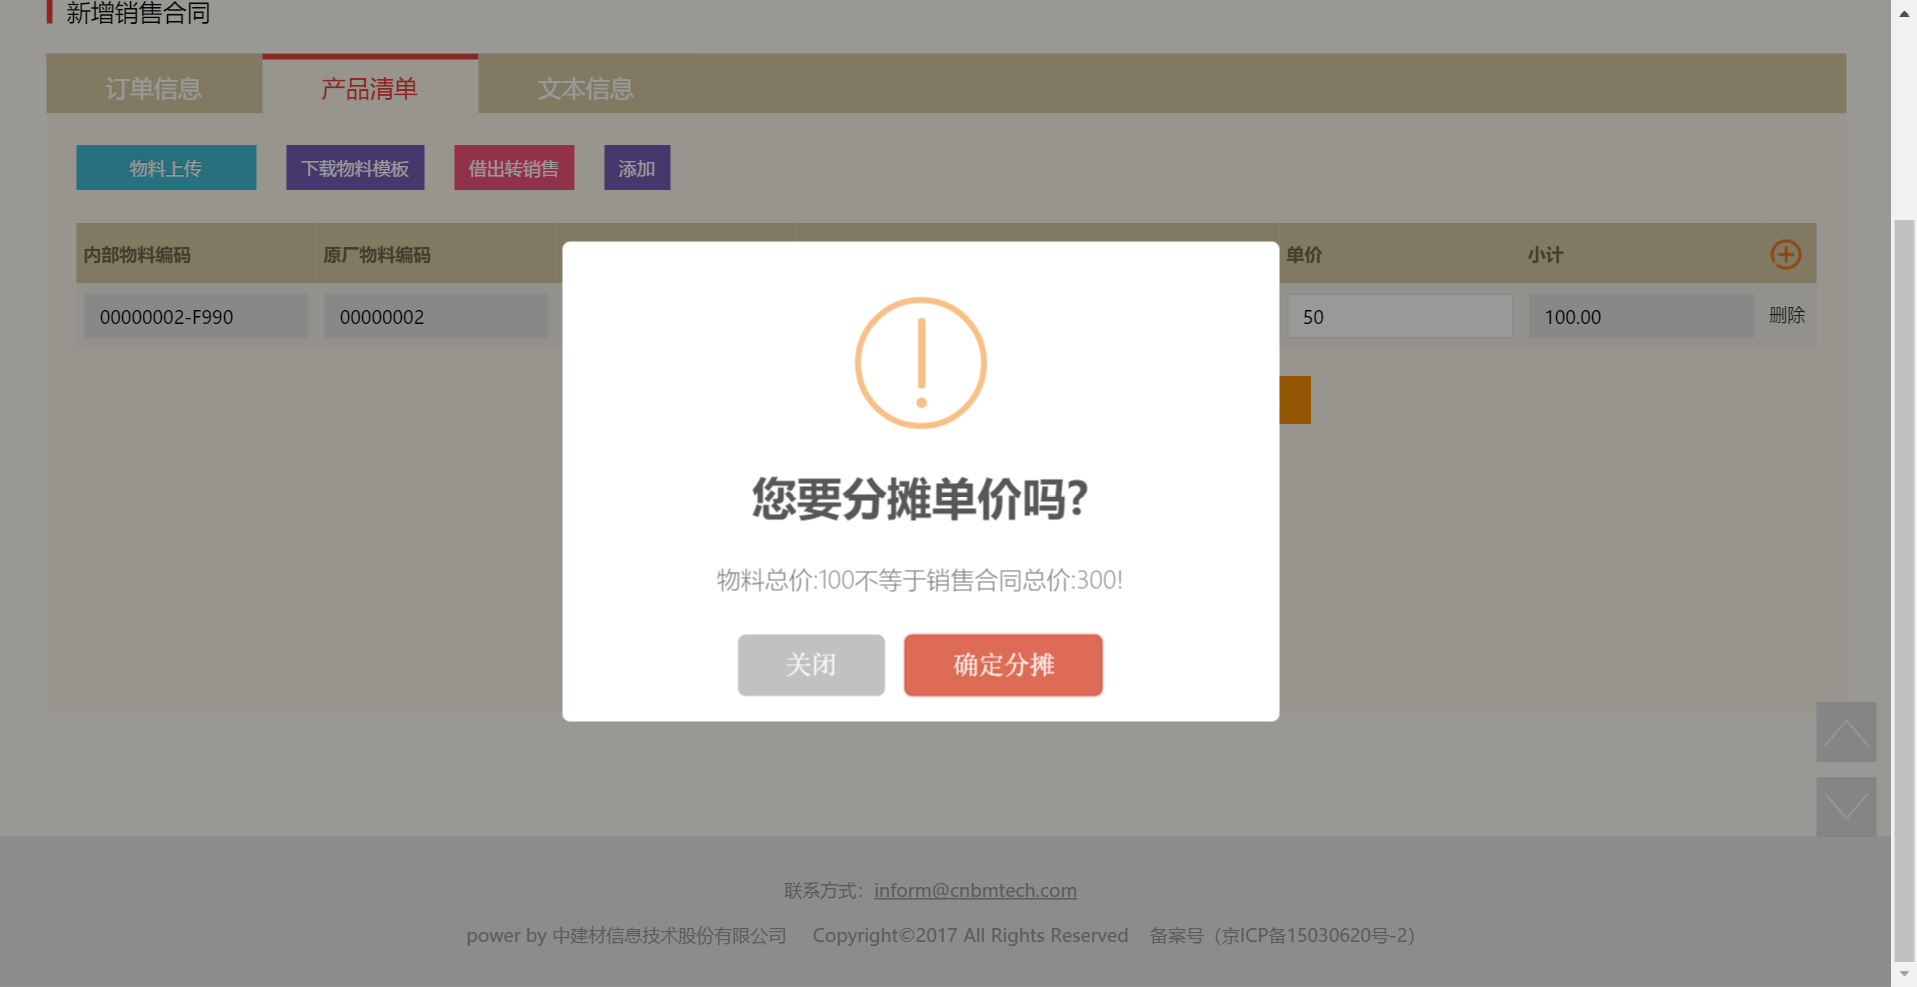 新增销售合同
订单信息 产品清单 文本信息
物料上传 下载物料模板 借出转销售 添加
内部物料编码 原厂物料编码 单价 小计
00000002-F990 00000002 50 100.00 删除
您要分摊单价吗?
物料总价:100不等于销售合同总价:300!
关闭 确定分摊
联系方式：inform@cnbmtech.com
power by 中建材信息技术股份有限公司 Copyright©2017 All Rights Reserved 备案号（京ICP备15030620号-2）